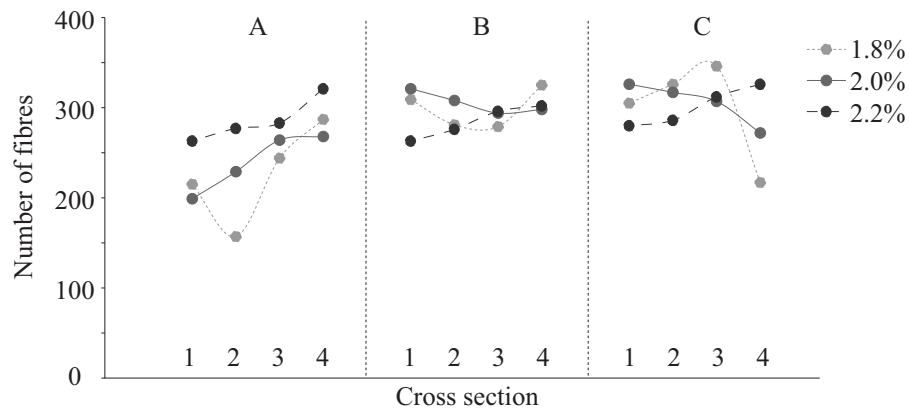 400
A
B
C
1.8%
2.0%
2.2%
300
Number of fibres
200
100
1 2 3 4 1 2 3 4 1 2 3 4
0
Cross section